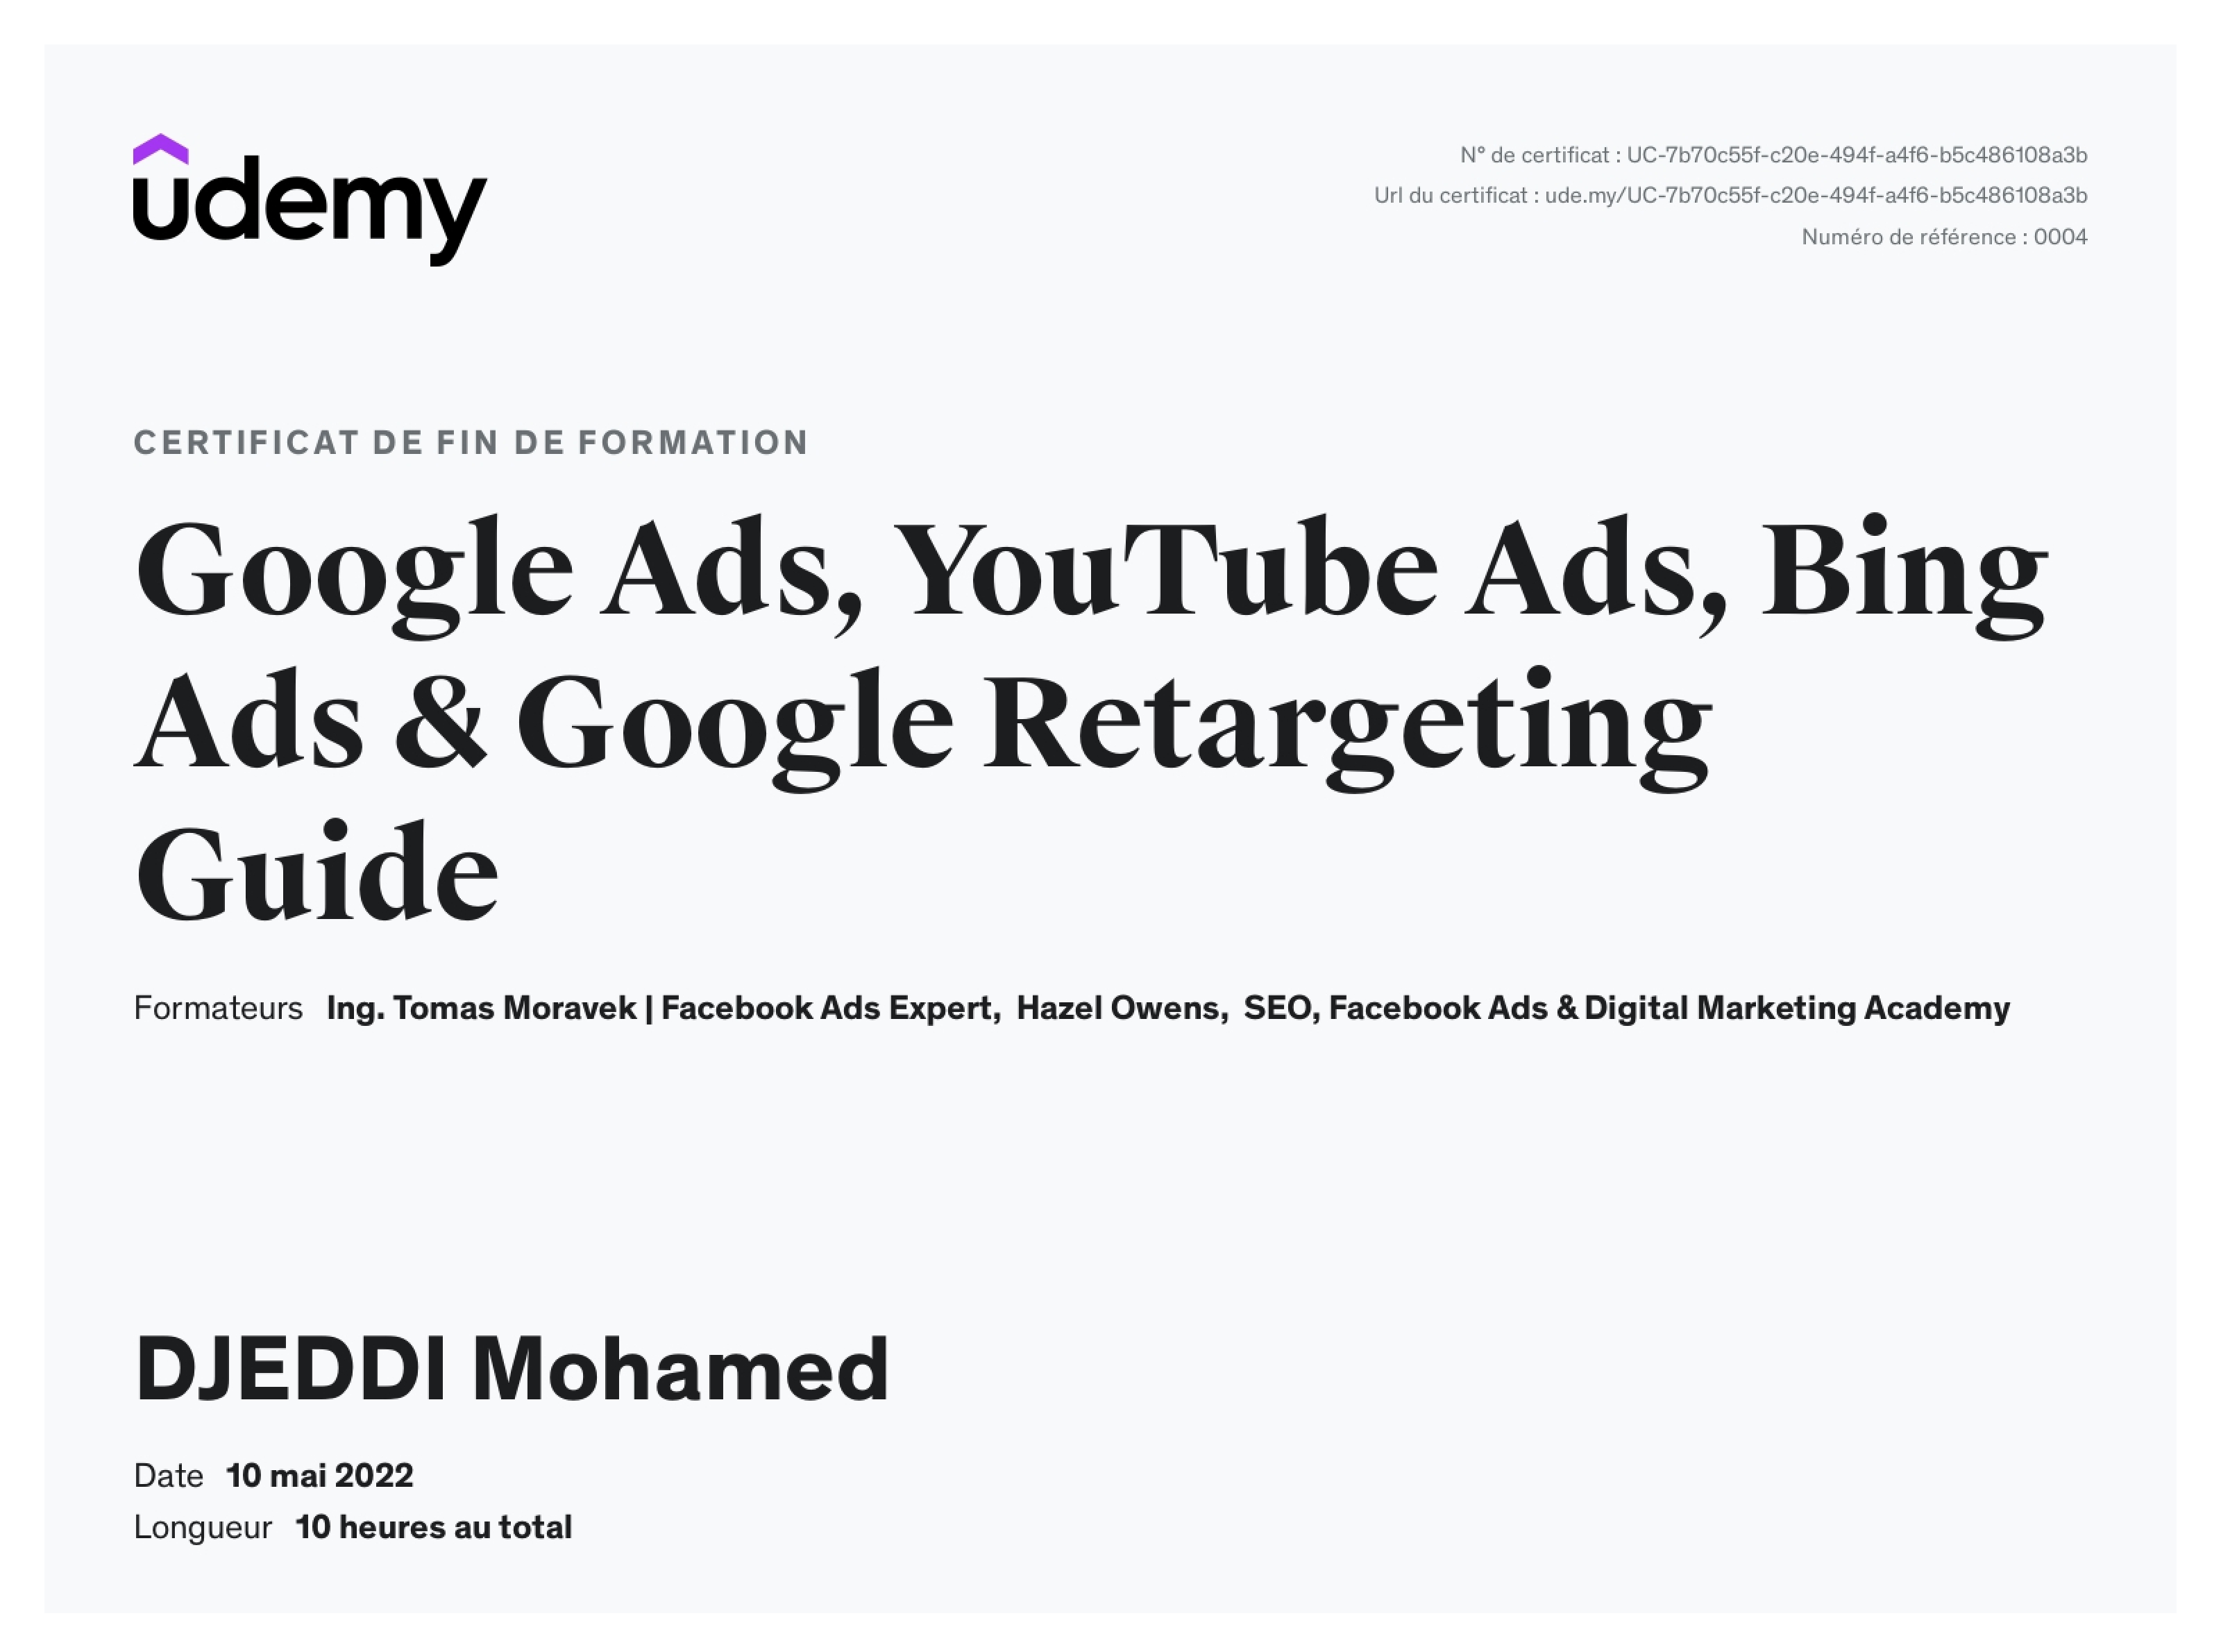 udemy
N° de certificat : UC-7b70c55f-c20e-494f-a4f6-b5c486108a3b
Url du certificat : ude.my/UC-7b70c55f-c20e-494f-a4f6-b5c486108a3b
Numéro de référence : 0004
CERTIFICAT DE FIN DE FORMATION
Google Ads, YouTube Ads, Bing
Ads & Google Retargeting
Guide
Formateurs Ing. Tomas Moravek | Facebook Ads Expert, Hazel Owens, SEO, Facebook Ads & Digital Marketing Academy
DJEDDI Mohamed
Date 10 mai 2022
Longueur 10 heures au total